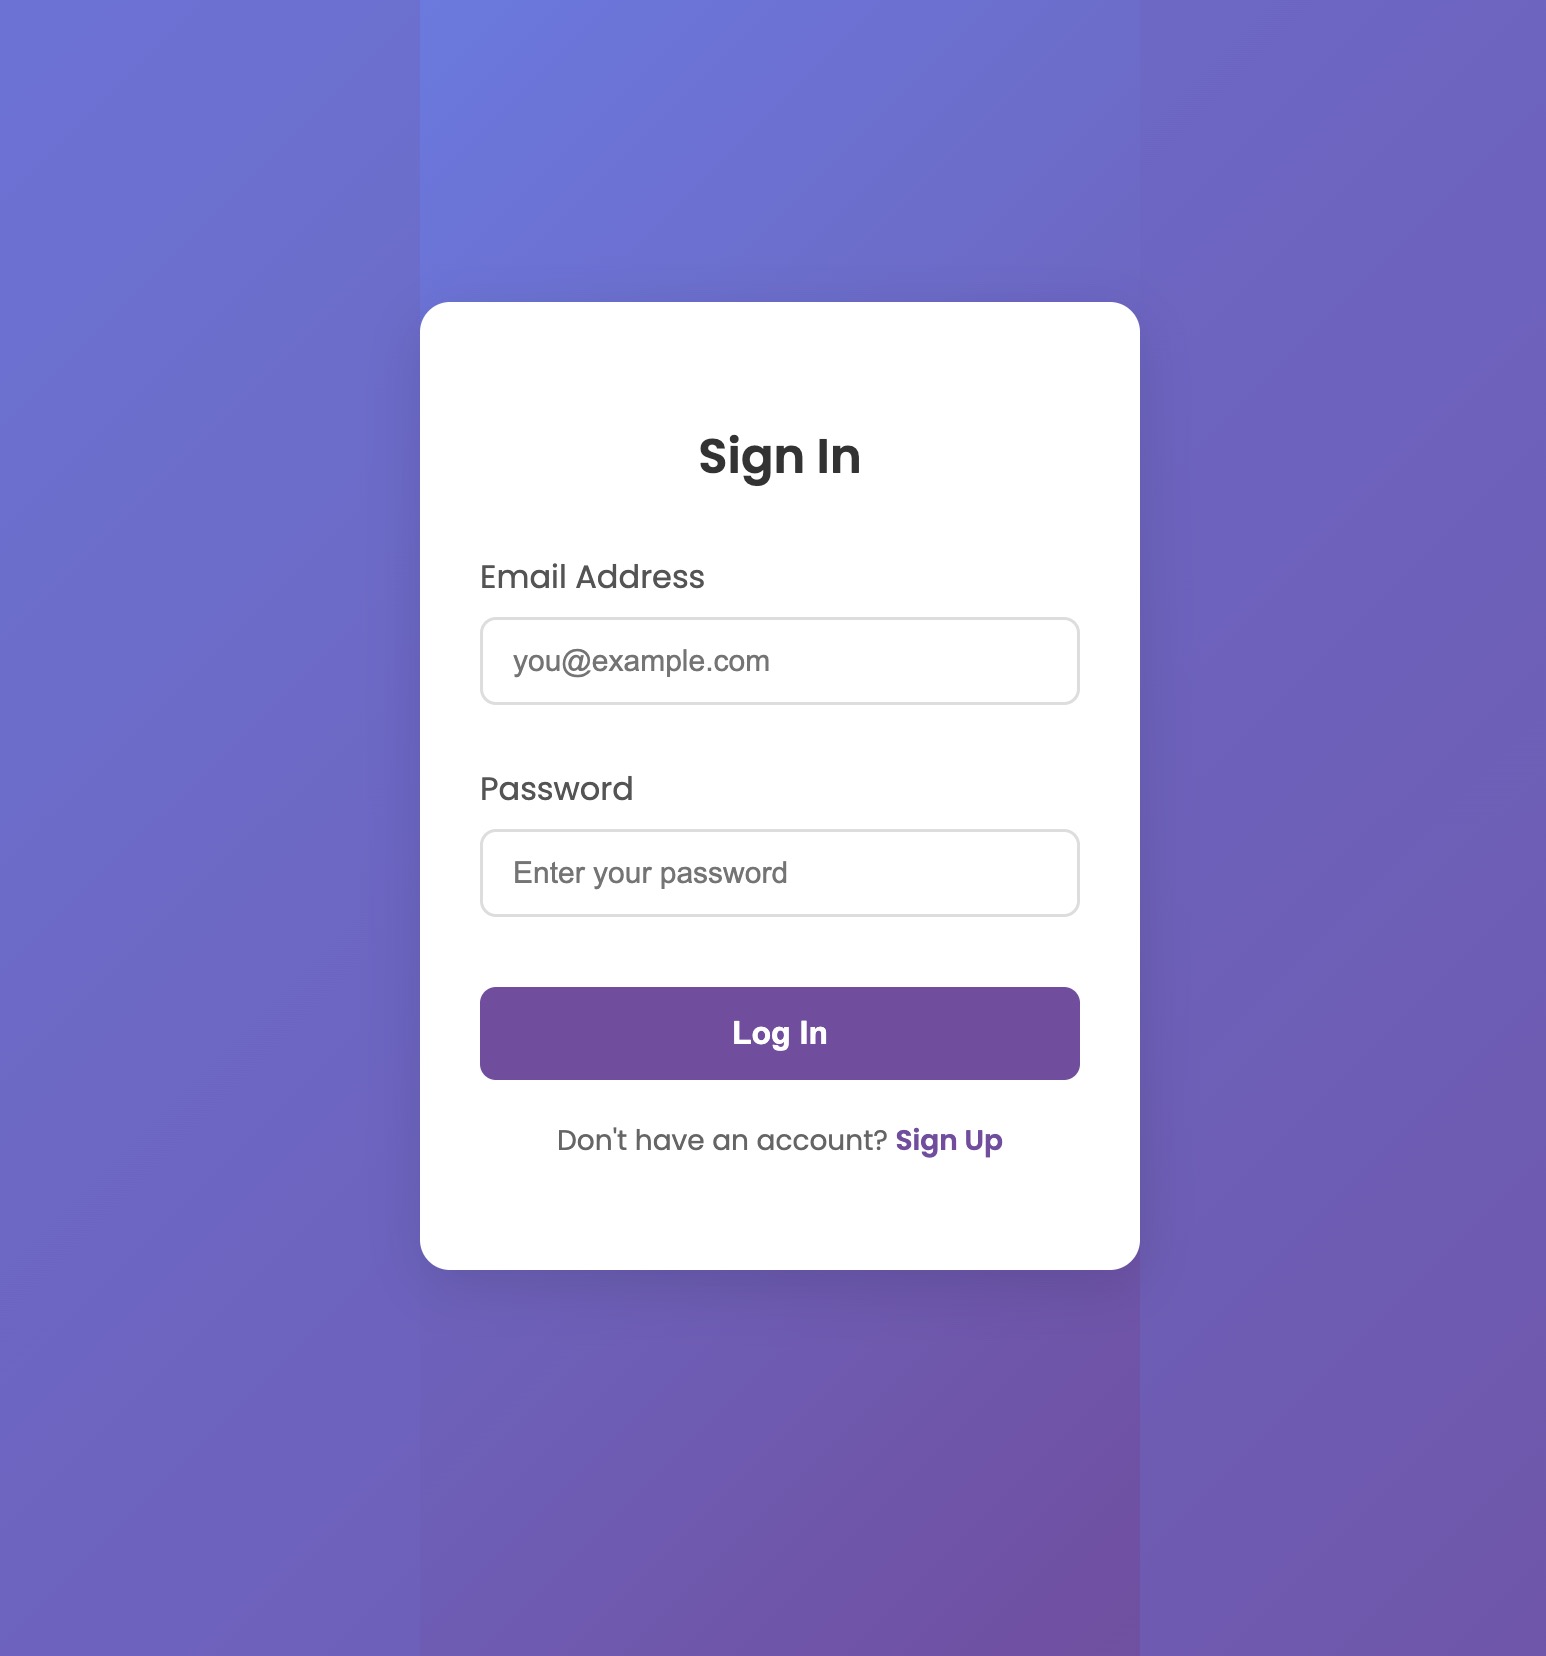 Sign In
Email Address
you@example.com
Password
Enter your password
Log In
Don't have an account? Sign Up